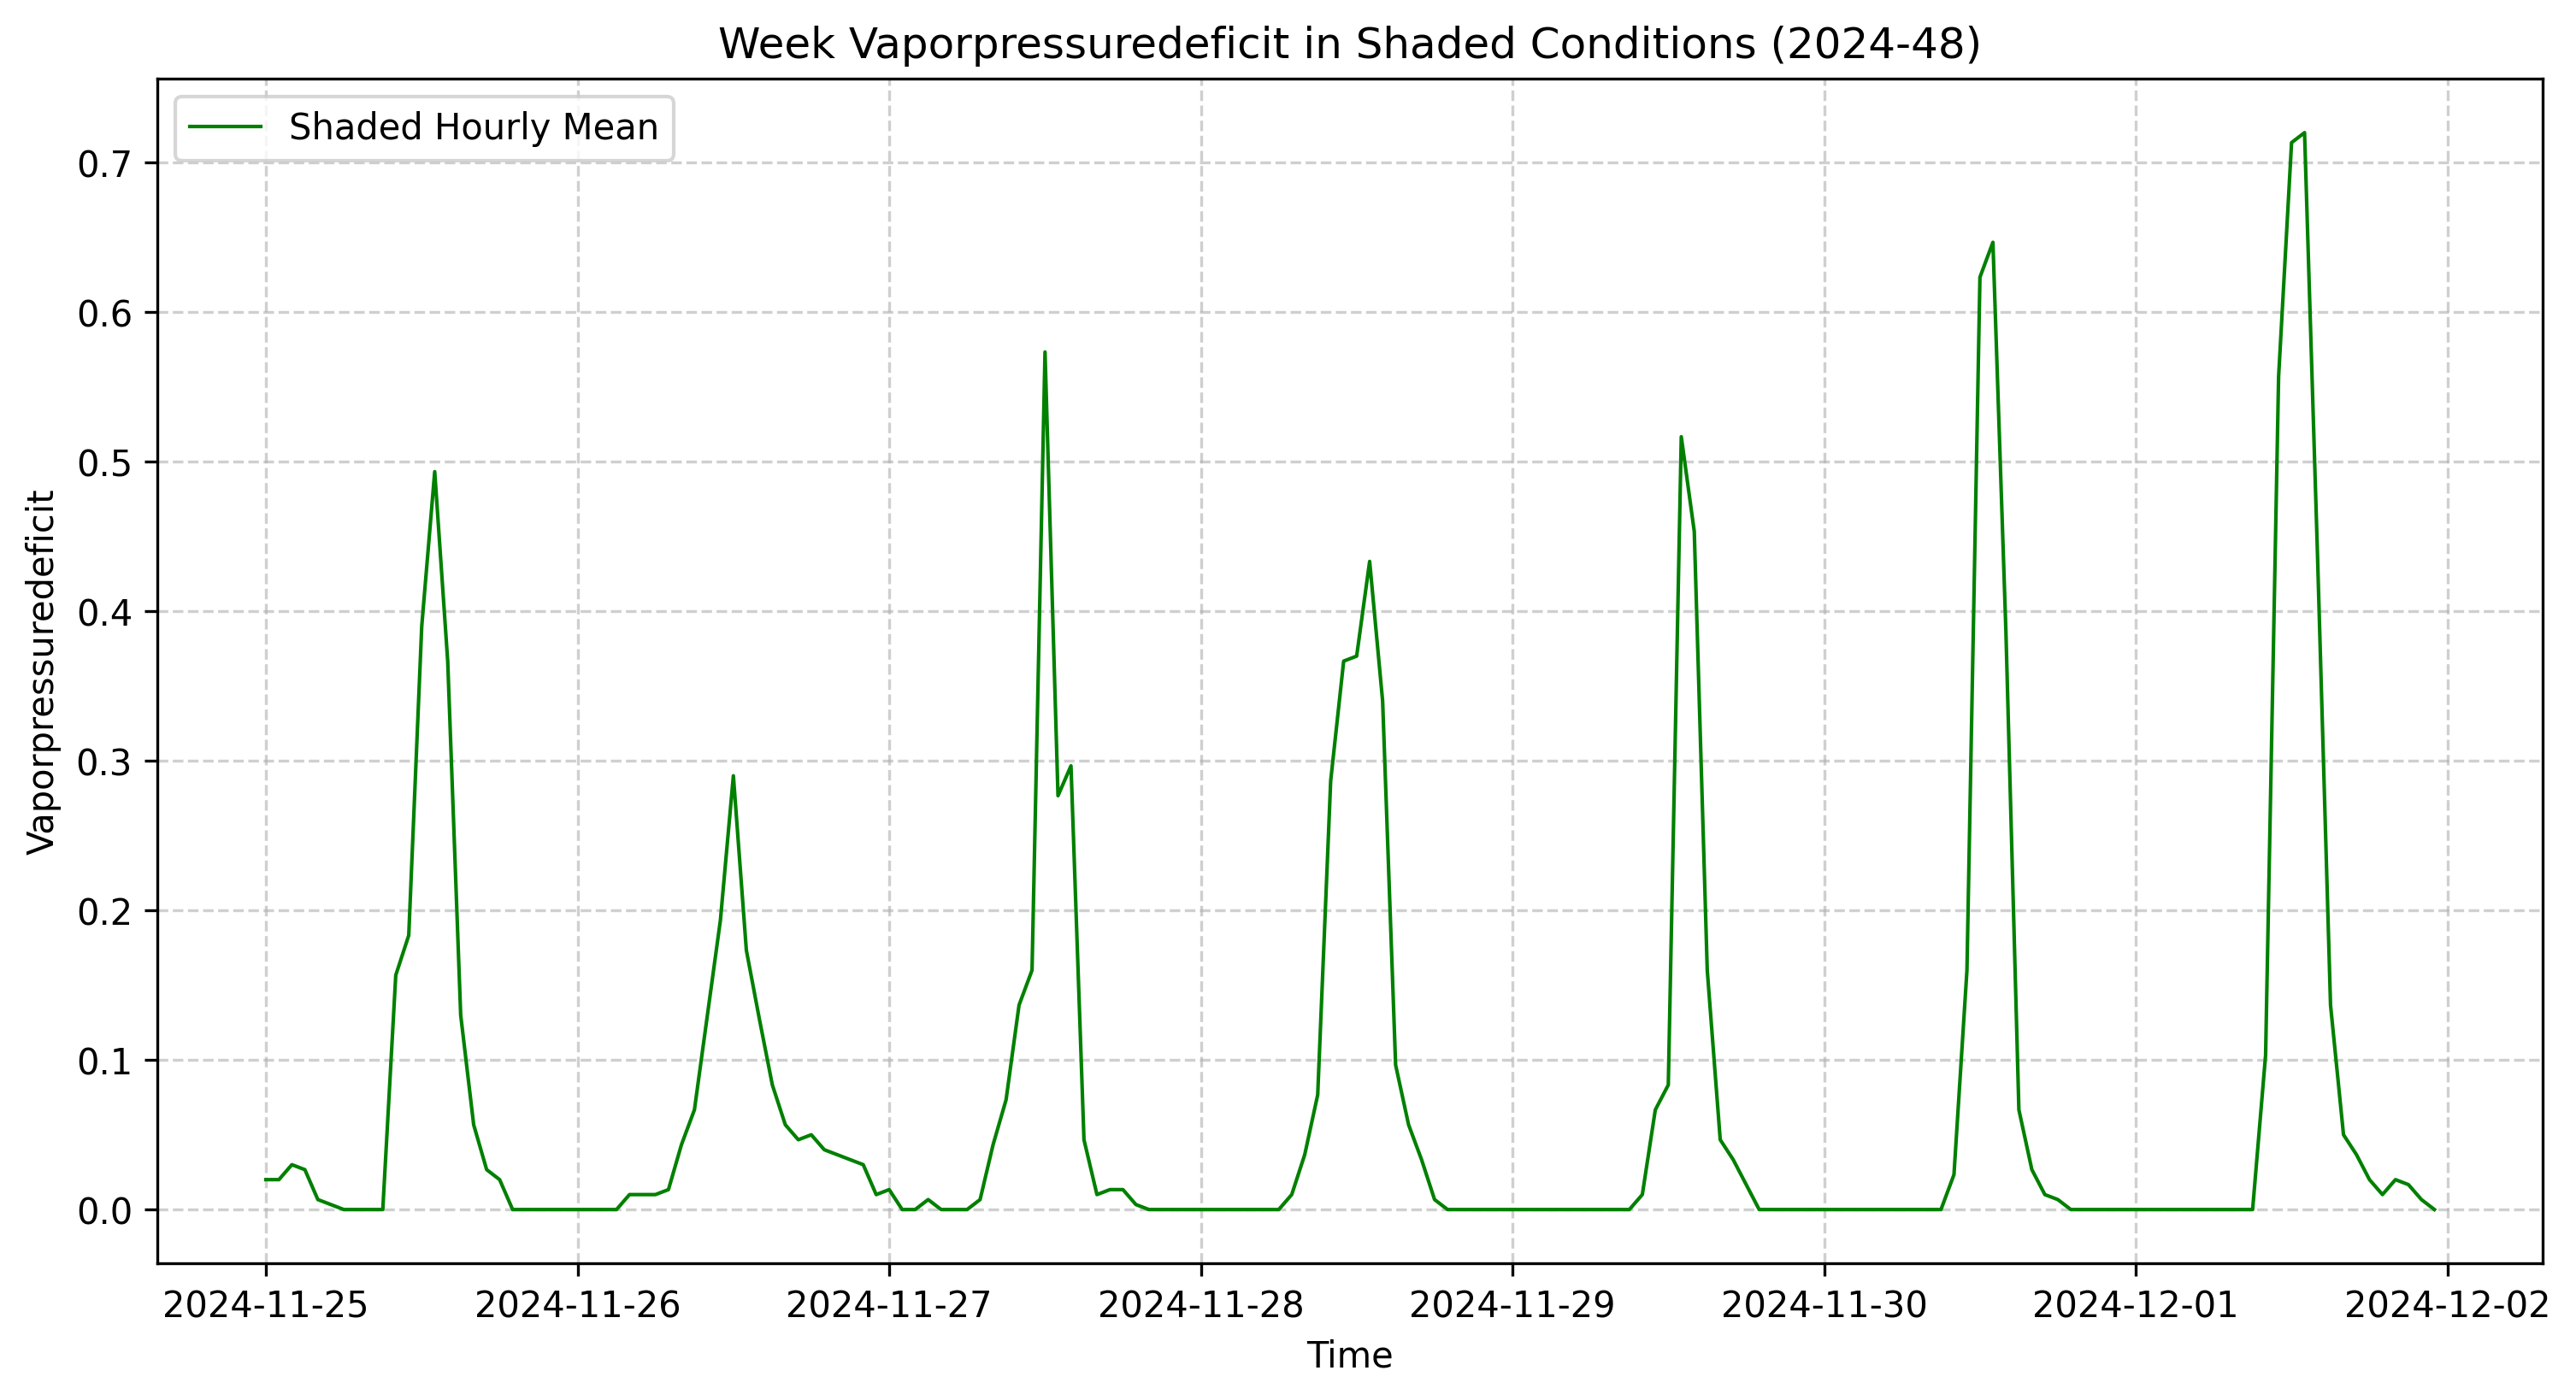 Week Vaporpressuredeficit in Shaded Conditions (2024-48)
Shaded Hourly Mean
Vaporpressuredeficit
0.7
0.6
0.5
0.4
0.3
0.2
0.1
0.0
2024-11-25 2024-11-26 2024-11-27 2024-11-28 2024-11-29 2024-11-30 2024-12-01 2024-12-02
Time